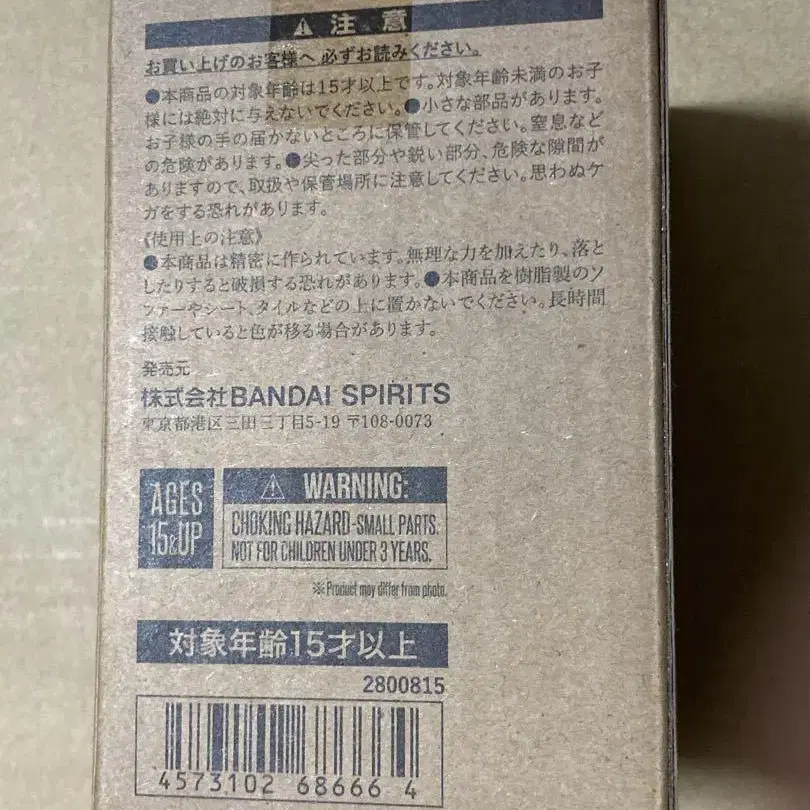 ⚠ 注意
お買い上げのお客様へ 必ずお読みください。
●本商品の対象年齢は15才以上です。対象年齢未満のお子
様には絶対に与えないでください。●小さな部品があります。
お子様の手の届かないところに保管してください。窒息など
の危険があります。●尖った部分や鋭い部分、危険な隙間が
ありますので、取扱や保管場所に注意してください。思わぬケ
ガをする恐れがあります。
《使用上の注意》
●本商品は精密に作られています。無理な力を加えたり、落と
したりすると破損する恐れがあります。●本商品を樹脂製のソ
ファーやシート、タイルなどの上に置かないでください。長時間
接触していると色が移る場合があります。
発売元
株式会社BANDAI SPIRITS
東京都港区三田三丁目5-19 〒108-0073
AGES
15&UP
⚠ WARNING:
CHOKING HAZARD-SMALL PARTS.
NOT FOR CHILDREN UNDER 3 YEARS.
※Product may differ from photo.
対象年齢15才以上
2800815
4573102 68666 4